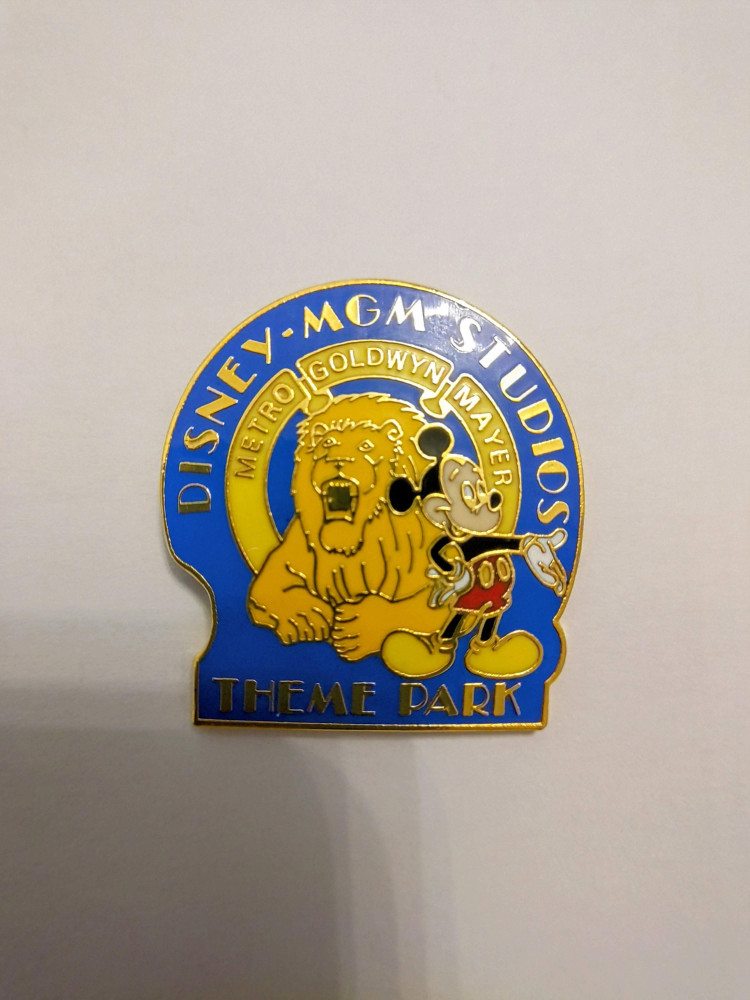 DISNEY-MGM STUDIOS
METRO GOLDWYN MAYER
THEME PARK